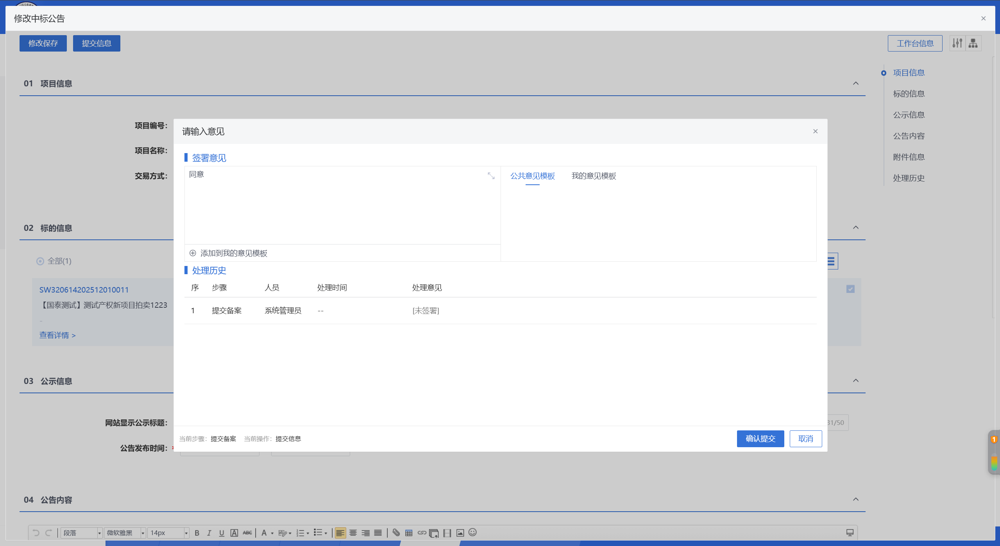 修改中标公告
修改保存
提交信息
工作台信息
01 项目信息
项目编号：
项目名称：
交易方式：
项目信息
标的信息
公示信息
公告内容
附件信息
处理历史
请输入意见
签署意见
同意
公共意见模板
我的意见模板
添加到我的意见模板
处理历史
序 步骤 人员 处理时间 处理意见
1 提交备案 系统管理员 -- [未签署]
当前步骤：提交备案 当前操作：提交信息
确认提交
取消
02 标的信息
全部(1)
SW320614202512010011
【国泰测试】测试产权新项目拍卖1223
-
查看详情 >
03 公示信息
网站显示公示标题：
31/50
公告发布时间：
1
04 公告内容
段落 微软雅黑 14px B I U A ABC A